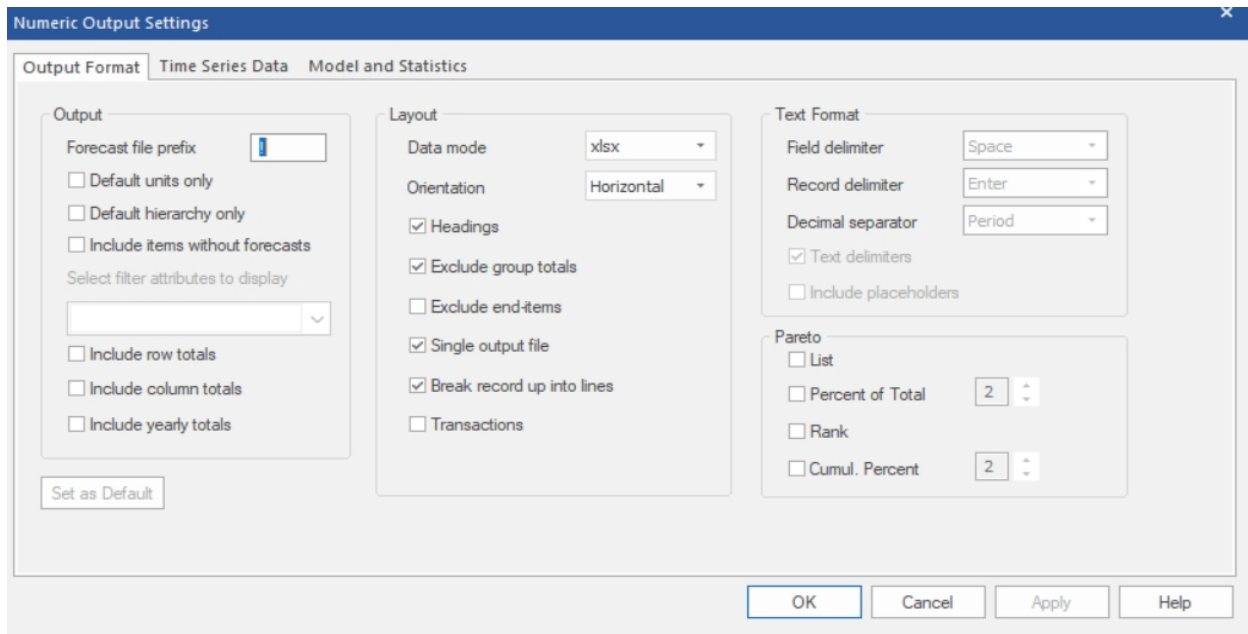 Numeric Output Settings
Output Format Time Series Data Model and Statistics
Output
Forecast file prefix !
Default units only
Default hierarchy only
Include items without forecasts
Select filter attributes to display
Include row totals
Include column totals
Include yearly totals
Set as Default
Layout
Data mode xlsx
Orientation Horizontal
Headings
Exclude group totals
Exclude end-items
Single output file
Break record up into lines
Transactions
Text Format
Field delimiter Space
Record delimiter Enter
Decimal separator Period
Text delimiters
Include placeholders
Pareto
List
Percent of Total 2
Rank
Cumul. Percent 2
OK Cancel Apply Help